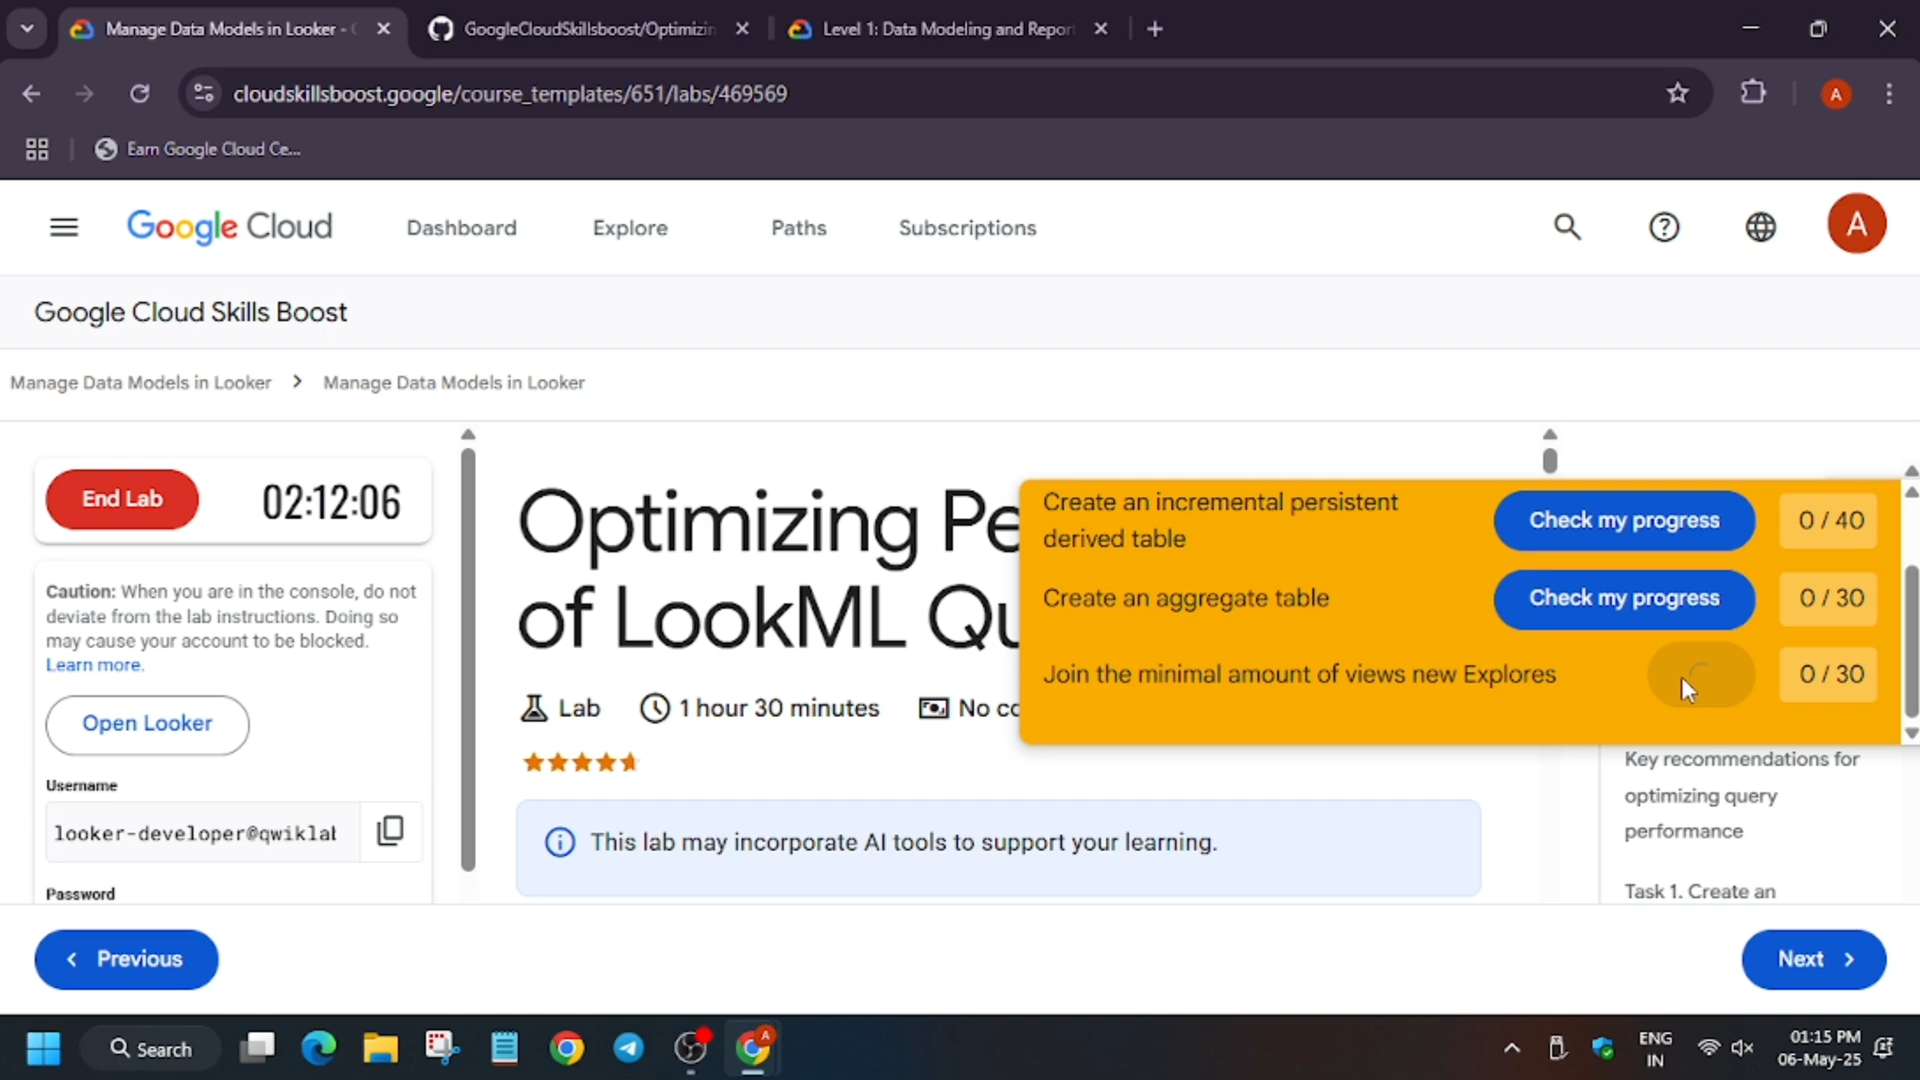 Manage Data Models in Looker - G
GoogleCloudSkillsboost/Optimizin
Level 1: Data Modeling and Repor
cloudskillsboost.google/course_templates/651/labs/469569
A
Earn Google Cloud Ce...
Google Cloud
Dashboard
Explore
Paths
Subscriptions
A
Google Cloud Skills Boost
Manage Data Models in Looker > Manage Data Models in Looker
End Lab
02:12:06
Caution: When you are in the console, do not
deviate from the lab instructions. Doing so
may cause your account to be blocked.
Learn more.
Open Looker
Username
looker-developer@qwiklab
Password
Optimizing Pe
of LookML Qu
Lab
1 hour 30 minutes
No co
This lab may incorporate AI tools to support your learning.
Create an incremental persistent
derived table
Check my progress
0 / 40
Create an aggregate table
Check my progress
0 / 30
Join the minimal amount of views new Explores
0 / 30
Key recommendations for
optimizing query
performance
Task 1. Create an
Previous
Next
Search
A
ENG
IN
01:15 PM
06-May-25